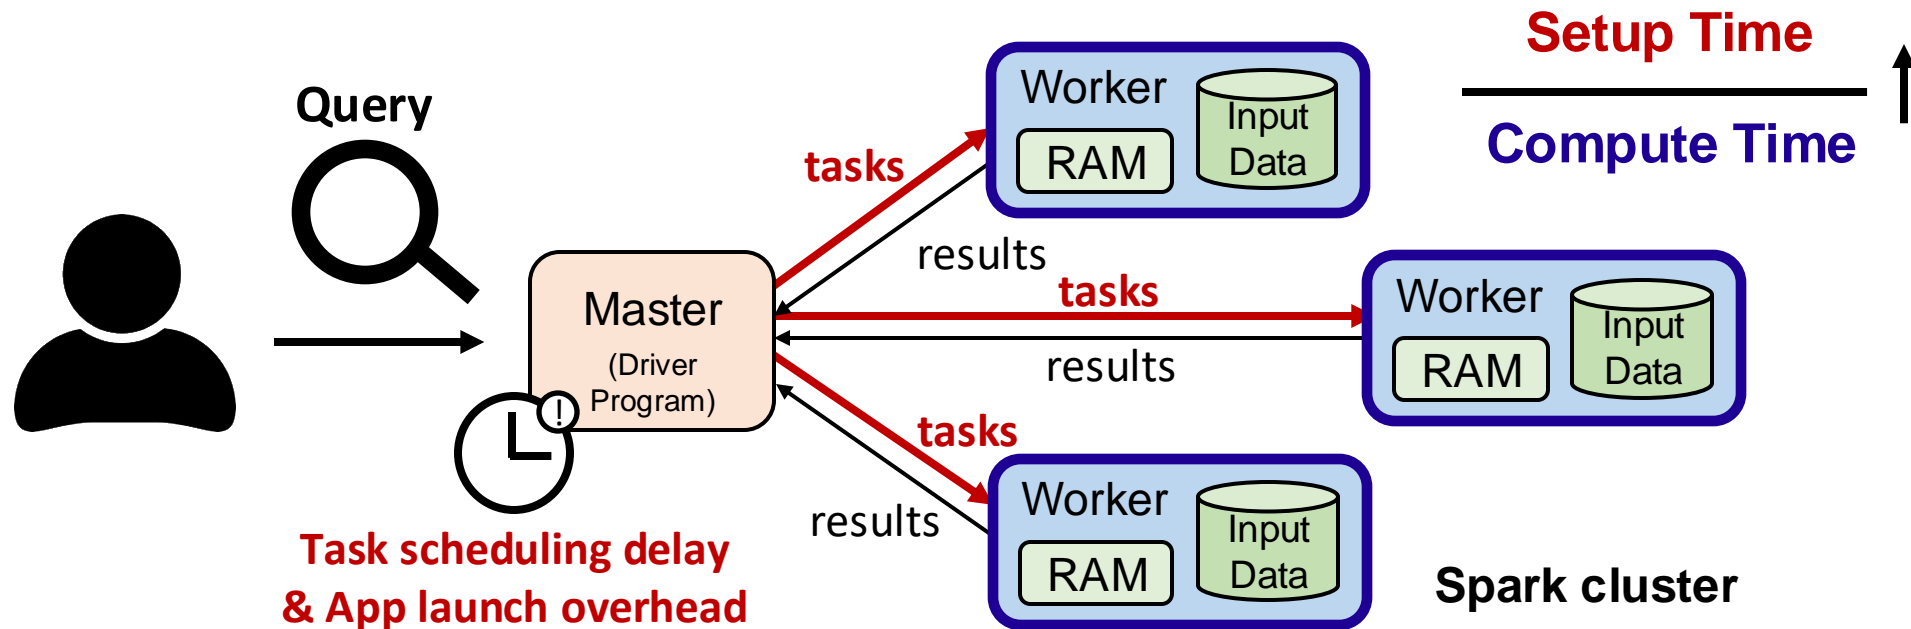 Query
Master
(Driver
Program)
!
Task scheduling delay
& App launch overhead
tasks
results
tasks
results
tasks
results
Worker
RAM
Input
Data
Worker
RAM
Input
Data
Worker
RAM
Input
Data
Setup Time
Compute Time
Spark cluster